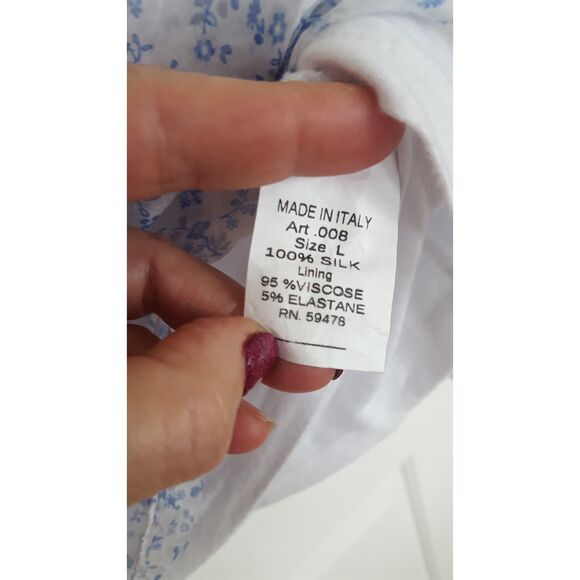 MADE IN ITALY
Art .008
Size L
100% SILK
Lining
95 %VISCOSE
5% ELASTANE
RN. 59478